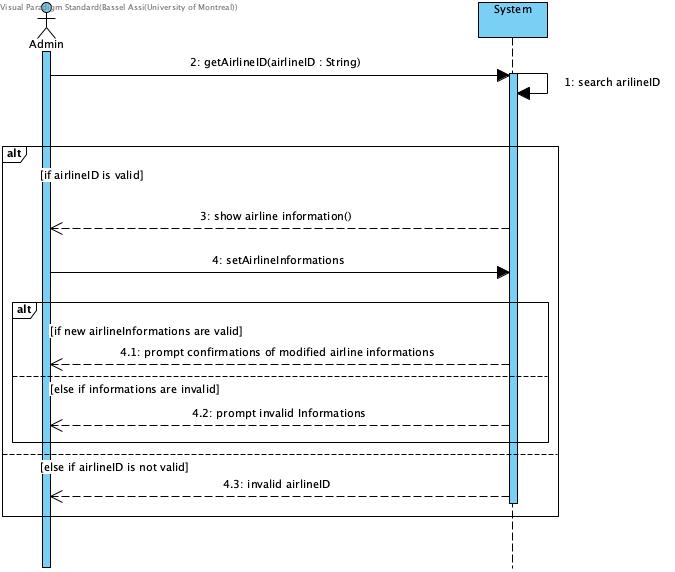 Visual Paradigm Standard(Bassel Assi(University of Montreal))
System
Admin
2: getAirlineID(airlineID : String)
1: search arilineID
alt
[if airlineID is valid]
3: show airline information()
4: setAirlineInformations
alt
[if new airlineInformations are valid]
4.1: prompt confirmations of modified airline informations
[else if informations are invalid]
4.2: prompt invalid Informations
[else if airlineID is not valid]
4.3: invalid airlineID